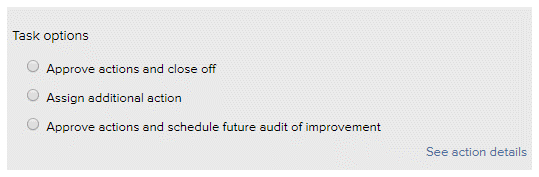 Task options
Approve actions and close off
Assign additional action
Approve actions and schedule future audit of improvement
See action details